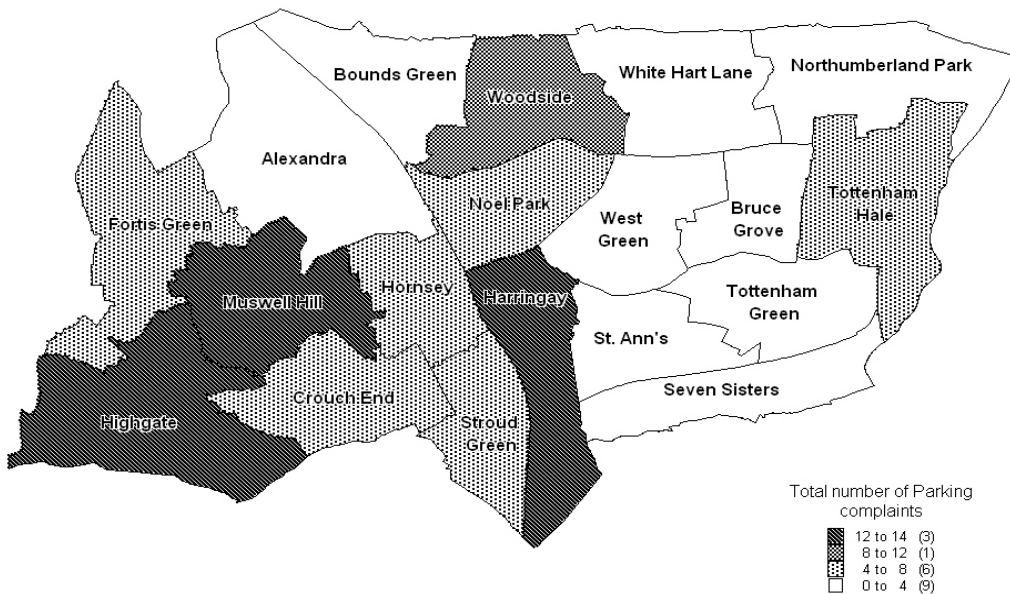 Northumberland Park
White Hart Lane
Bounds Green
Woodside
Alexandra
Tottenham
Hale
Noel Park
Bruce
Grove
West
Green
Fortis Green
Hornsey
Harringay
Muswell Hill
Tottenham
Green
St. Ann's
Seven Sisters
Crouch End
Highgate
Stroud
Green
Total number of Parking
complaints
12 to 14 (3)
8 to 12 (1)
4 to 8 (6)
0 to 4 (9)